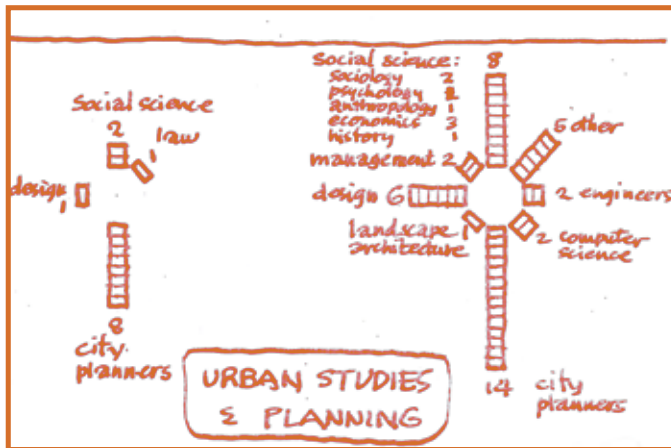 Social science
2
1 law
design
1
8
city
planners
social science: 8
sociology 2
psychology 2
anthropology 1
economics 3
history 1
management 2
5 other
design 6
2 engineers
1 landscape
architecture
2 computer
science
14 city
planners
URBAN STUDIES
& PLANNING